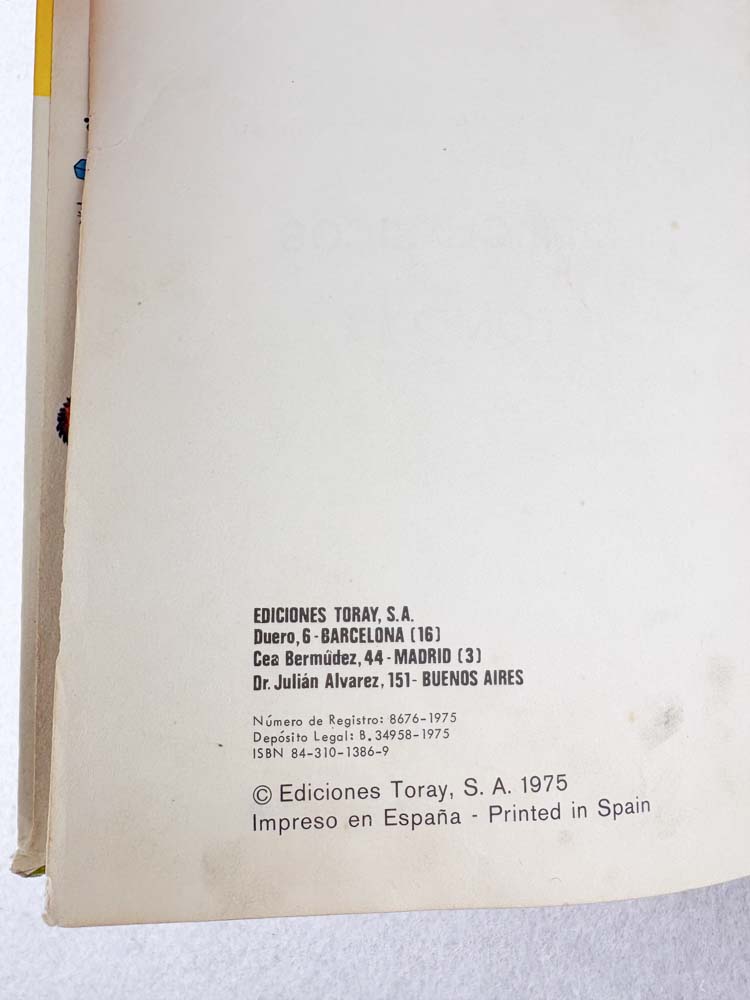 EDICIONES TORAY, S.A.
Duero, 6 - BARCELONA (16)
Cea Bermúdez, 44 - MADRID (3)
Dr. Julián Alvarez, 151 - BUENOS AIRES
Número de Registro: 8676-1975
Depósito Legal: B. 34958-1975
ISBN 84-310-1386-9
© Ediciones Toray, S. A. 1975
Impreso en España - Printed in Spain